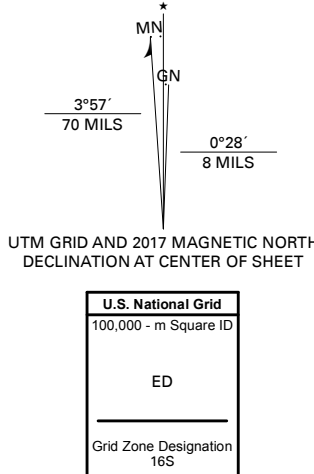 ★
MN
GN
3°57´
70 MILS
0°28´
8 MILS
UTM GRID AND 2017 MAGNETIC NORTH
DECLINATION AT CENTER OF SHEET
U.S. National Grid
100,000 - m Square ID
ED
Grid Zone Designation
16S